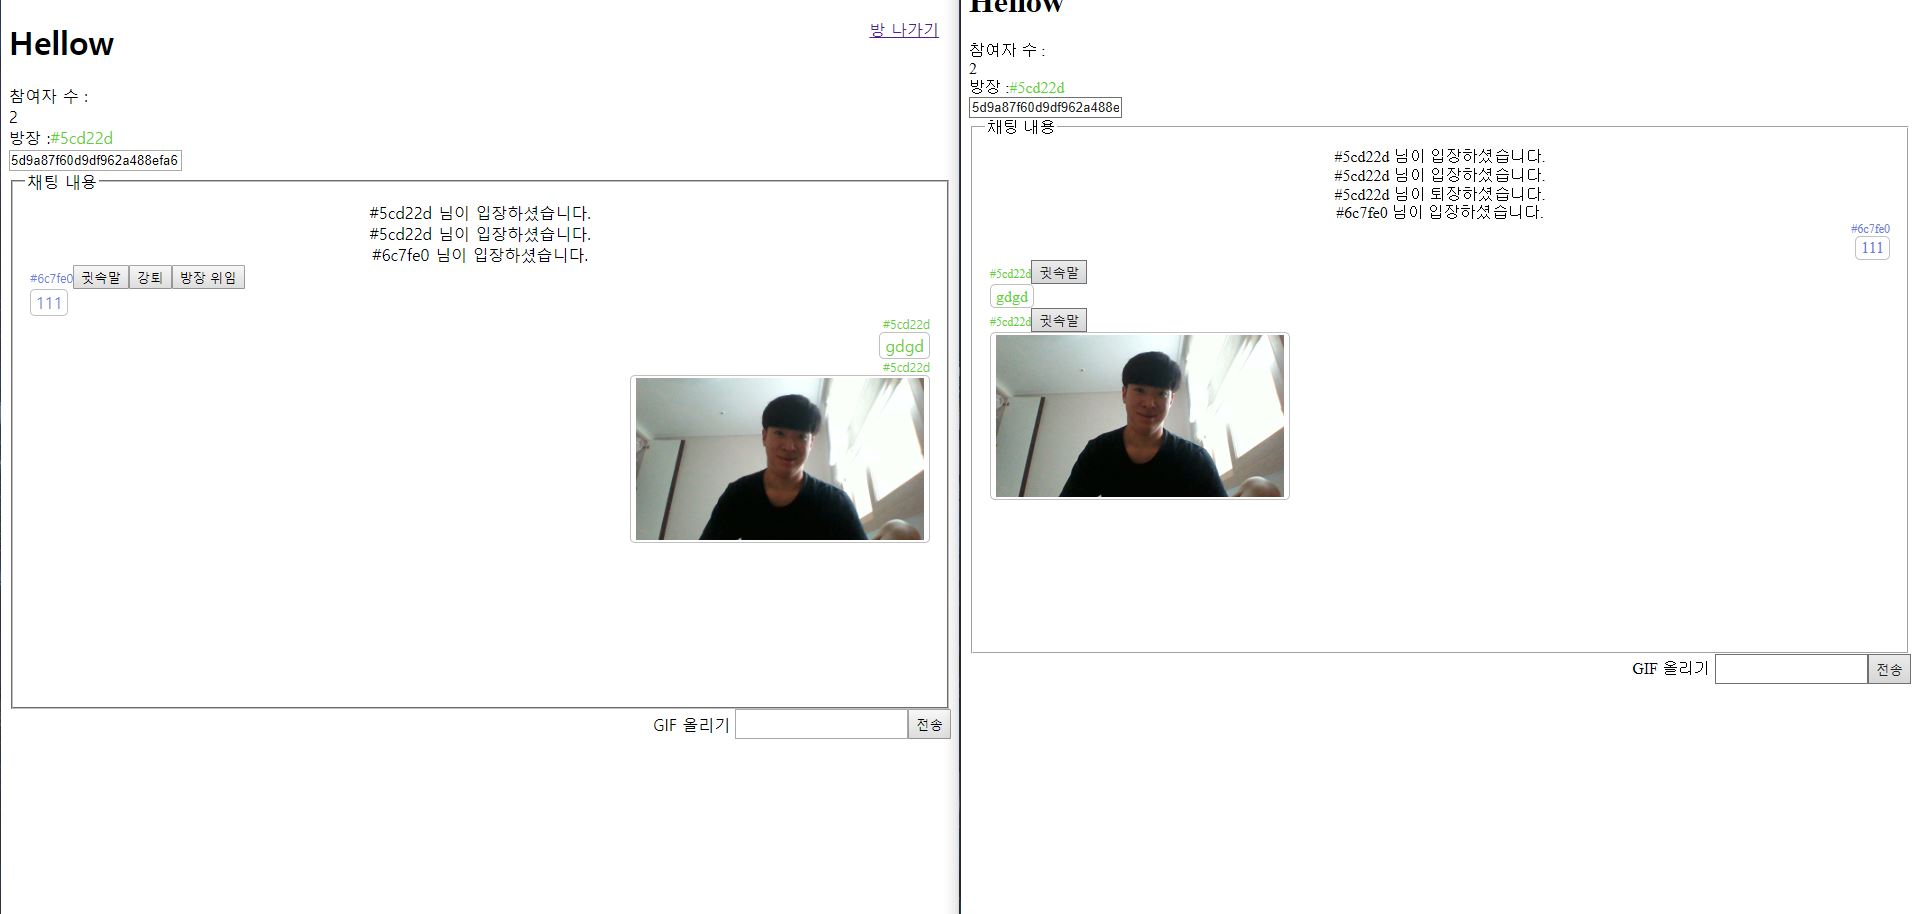 Hellow
방 나가기
참여자 수 :
2
방장 :#5cd22d
5d9a87f60d9df962a488efa6
채팅 내용
#5cd22d 님이 입장하셨습니다.
#5cd22d 님이 입장하셨습니다.
#6c7fe0 님이 입장하셨습니다.
#6c7fe0 귓속말 강퇴 방장 위임
111
#5cd22d
gdgd
#5cd22d
GIF 올리기 전송
Hellow
참여자 수 :
2
방장 :#5cd22d
5d9a87f60d9df962a488e
채팅 내용
#5cd22d 님이 입장하셨습니다.
#5cd22d 님이 입장하셨습니다.
#5cd22d 님이 퇴장하셨습니다.
#6c7fe0 님이 입장하셨습니다.
#6c7fe0
111
#5cd22d 귓속말
gdgd
#5cd22d 귓속말
GIF 올리기 전송